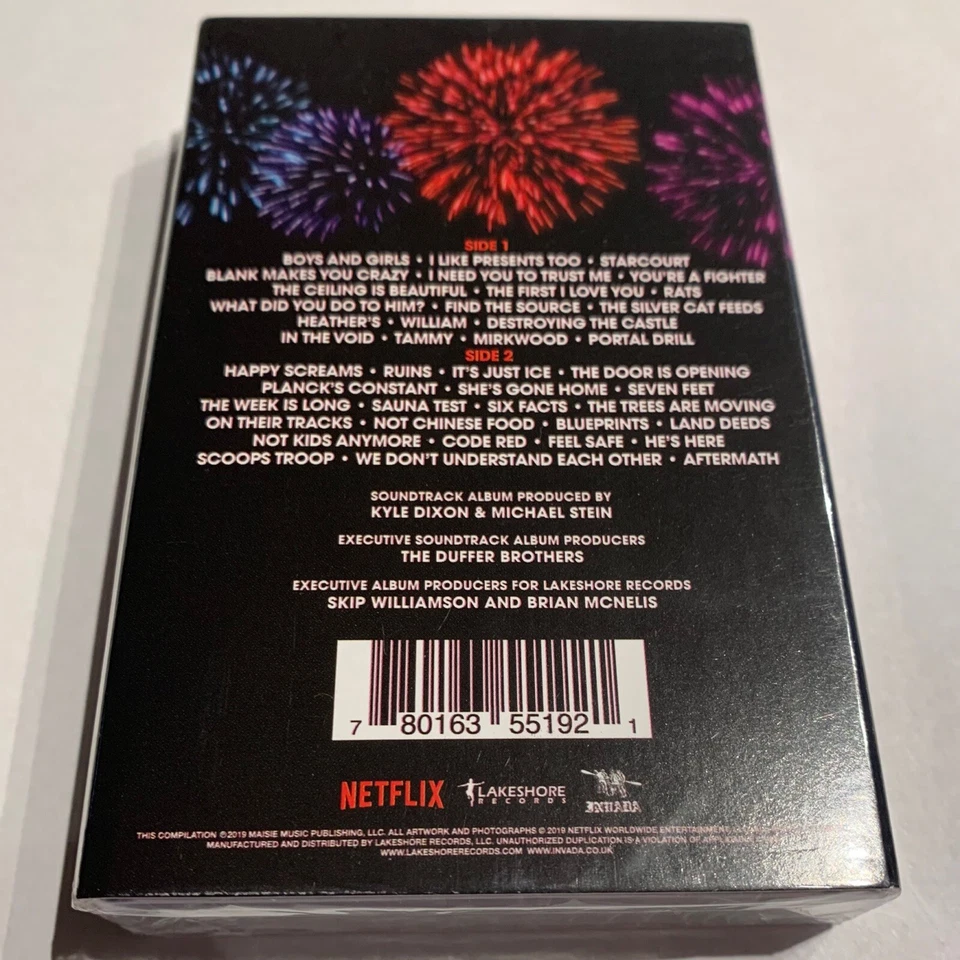 SIDE 1
BOYS AND GIRLS • I LIKE PRESENTS TOO • STARCOURT
BLANK MAKES YOU CRAZY • I NEED YOU TO TRUST ME • YOU'RE A FIGHTER
THE CEILING IS BEAUTIFUL • THE FIRST I LOVE YOU • RATS
WHAT DID YOU DO TO HIM? • FIND THE SOURCE • THE SILVER CAT FEEDS
HEATHER'S • WILLIAM • DESTROYING THE CASTLE
IN THE VOID • TAMMY • MIRKWOOD • PORTAL DRILL
SIDE 2
HAPPY SCREAMS • RUINS • IT'S JUST ICE • THE DOOR IS OPENING
PLANCK'S CONSTANT • SHE'S GONE HOME • SEVEN FEET
THE WEEK IS LONG • SAUNA TEST • SIX FACTS • THE TREES ARE MOVING
ON THEIR TRACKS • NOT CHINESE FOOD • BLUEPRINTS • LAND DEEDS
NOT KIDS ANYMORE • CODE RED • FEEL SAFE • HE'S HERE
SCOOPS TROOP • WE DON'T UNDERSTAND EACH OTHER • AFTERMATH
SOUNDTRACK ALBUM PRODUCED BY
KYLE DIXON & MICHAEL STEIN
EXECUTIVE SOUNDTRACK ALBUM PRODUCERS
THE DUFFER BROTHERS
EXECUTIVE ALBUM PRODUCERS FOR LAKESHORE RECORDS
SKIP WILLIAMSON AND BRIAN MCNELIS
7 80163 55192 1
NETFLIX LAKESHORE RECORDS INVADA
THIS COMPILATION ℗2019 MAISIE MUSIC PUBLISHING, LLC. ALL ARTWORK AND PHOTOGRAPHS © 2019 NETFLIX WORLDWIDE ENTERTAINMENT,
MANUFACTURED AND DISTRIBUTED BY LAKESHORE RECORDS, LLC. UNAUTHORIZED DUPLICATION IS A VIOLATION OF
WWW.LAKESHORERECORDS.COM WWW.INVADA.CO.UK